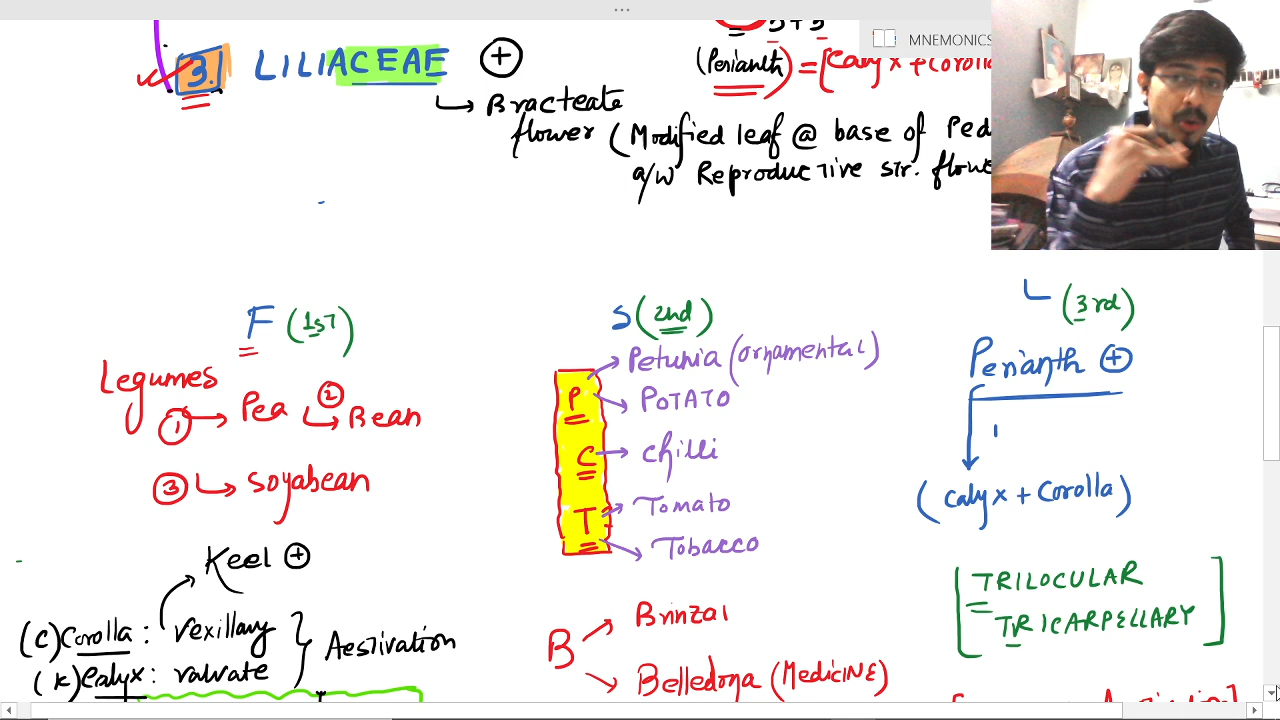 MNEMONICS
3. LILIACEAE +
(Perianth) = [Calyx + Corolla
→ Bracteate
flower (Modified leaf @ base of Ped
a/w Reproductive str. flow
F (1st)
Legumes
① → Pea
② → Bean
③ → Soyabean
Keel +
(C) Corolla : Vexillary
(K) Calyx : valvate } Aestivation
S (2nd)
P → Petunia (ornamental)
→ POTATO
C → chilli
T → Tomato
→ Tobacco
B → Brinzal
→ Belledona (MEDICINE)
L (3rd)
Perianth +
(Calyx + Corolla)
[TRILOCULAR
TRICARPELLARY]